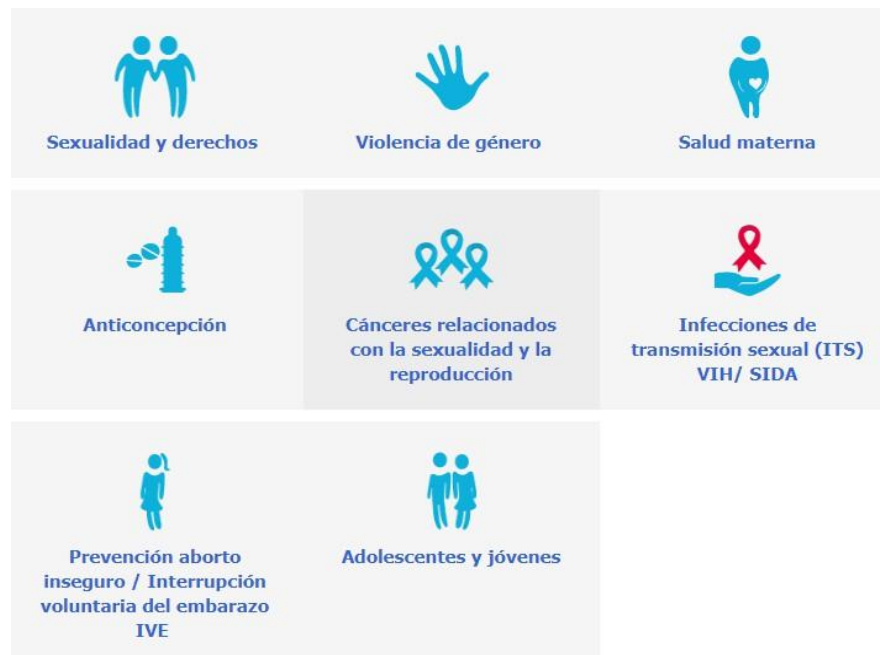 Sexualidad y derechos
Violencia de género
Salud materna
Anticoncepción
Cánceres relacionados
con la sexualidad y la
reproducción
Infecciones de
transmisión sexual (ITS)
VIH/ SIDA
Prevención aborto
inseguro / Interrupción
voluntaria del embarazo
IVE
Adolescentes y jóvenes